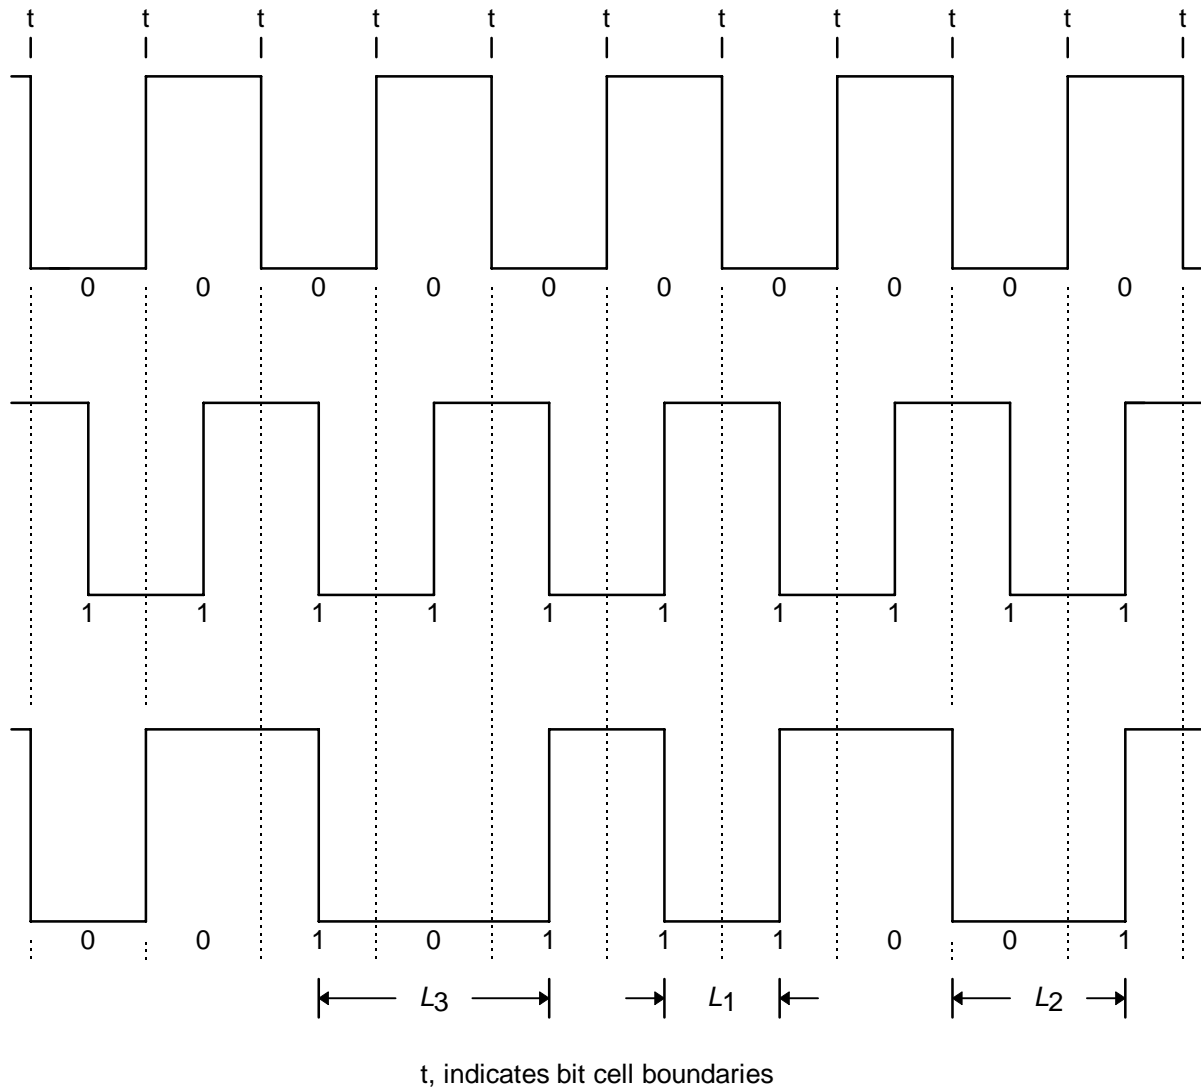 t t t t t t t t t t t
0 0 0 0 0 0 0 0 0 0
1 1 1 1 1 1 1 1 1 1
0 0 1 0 1 1 1 0 0 1
L3 L1 L2
t, indicates bit cell boundaries